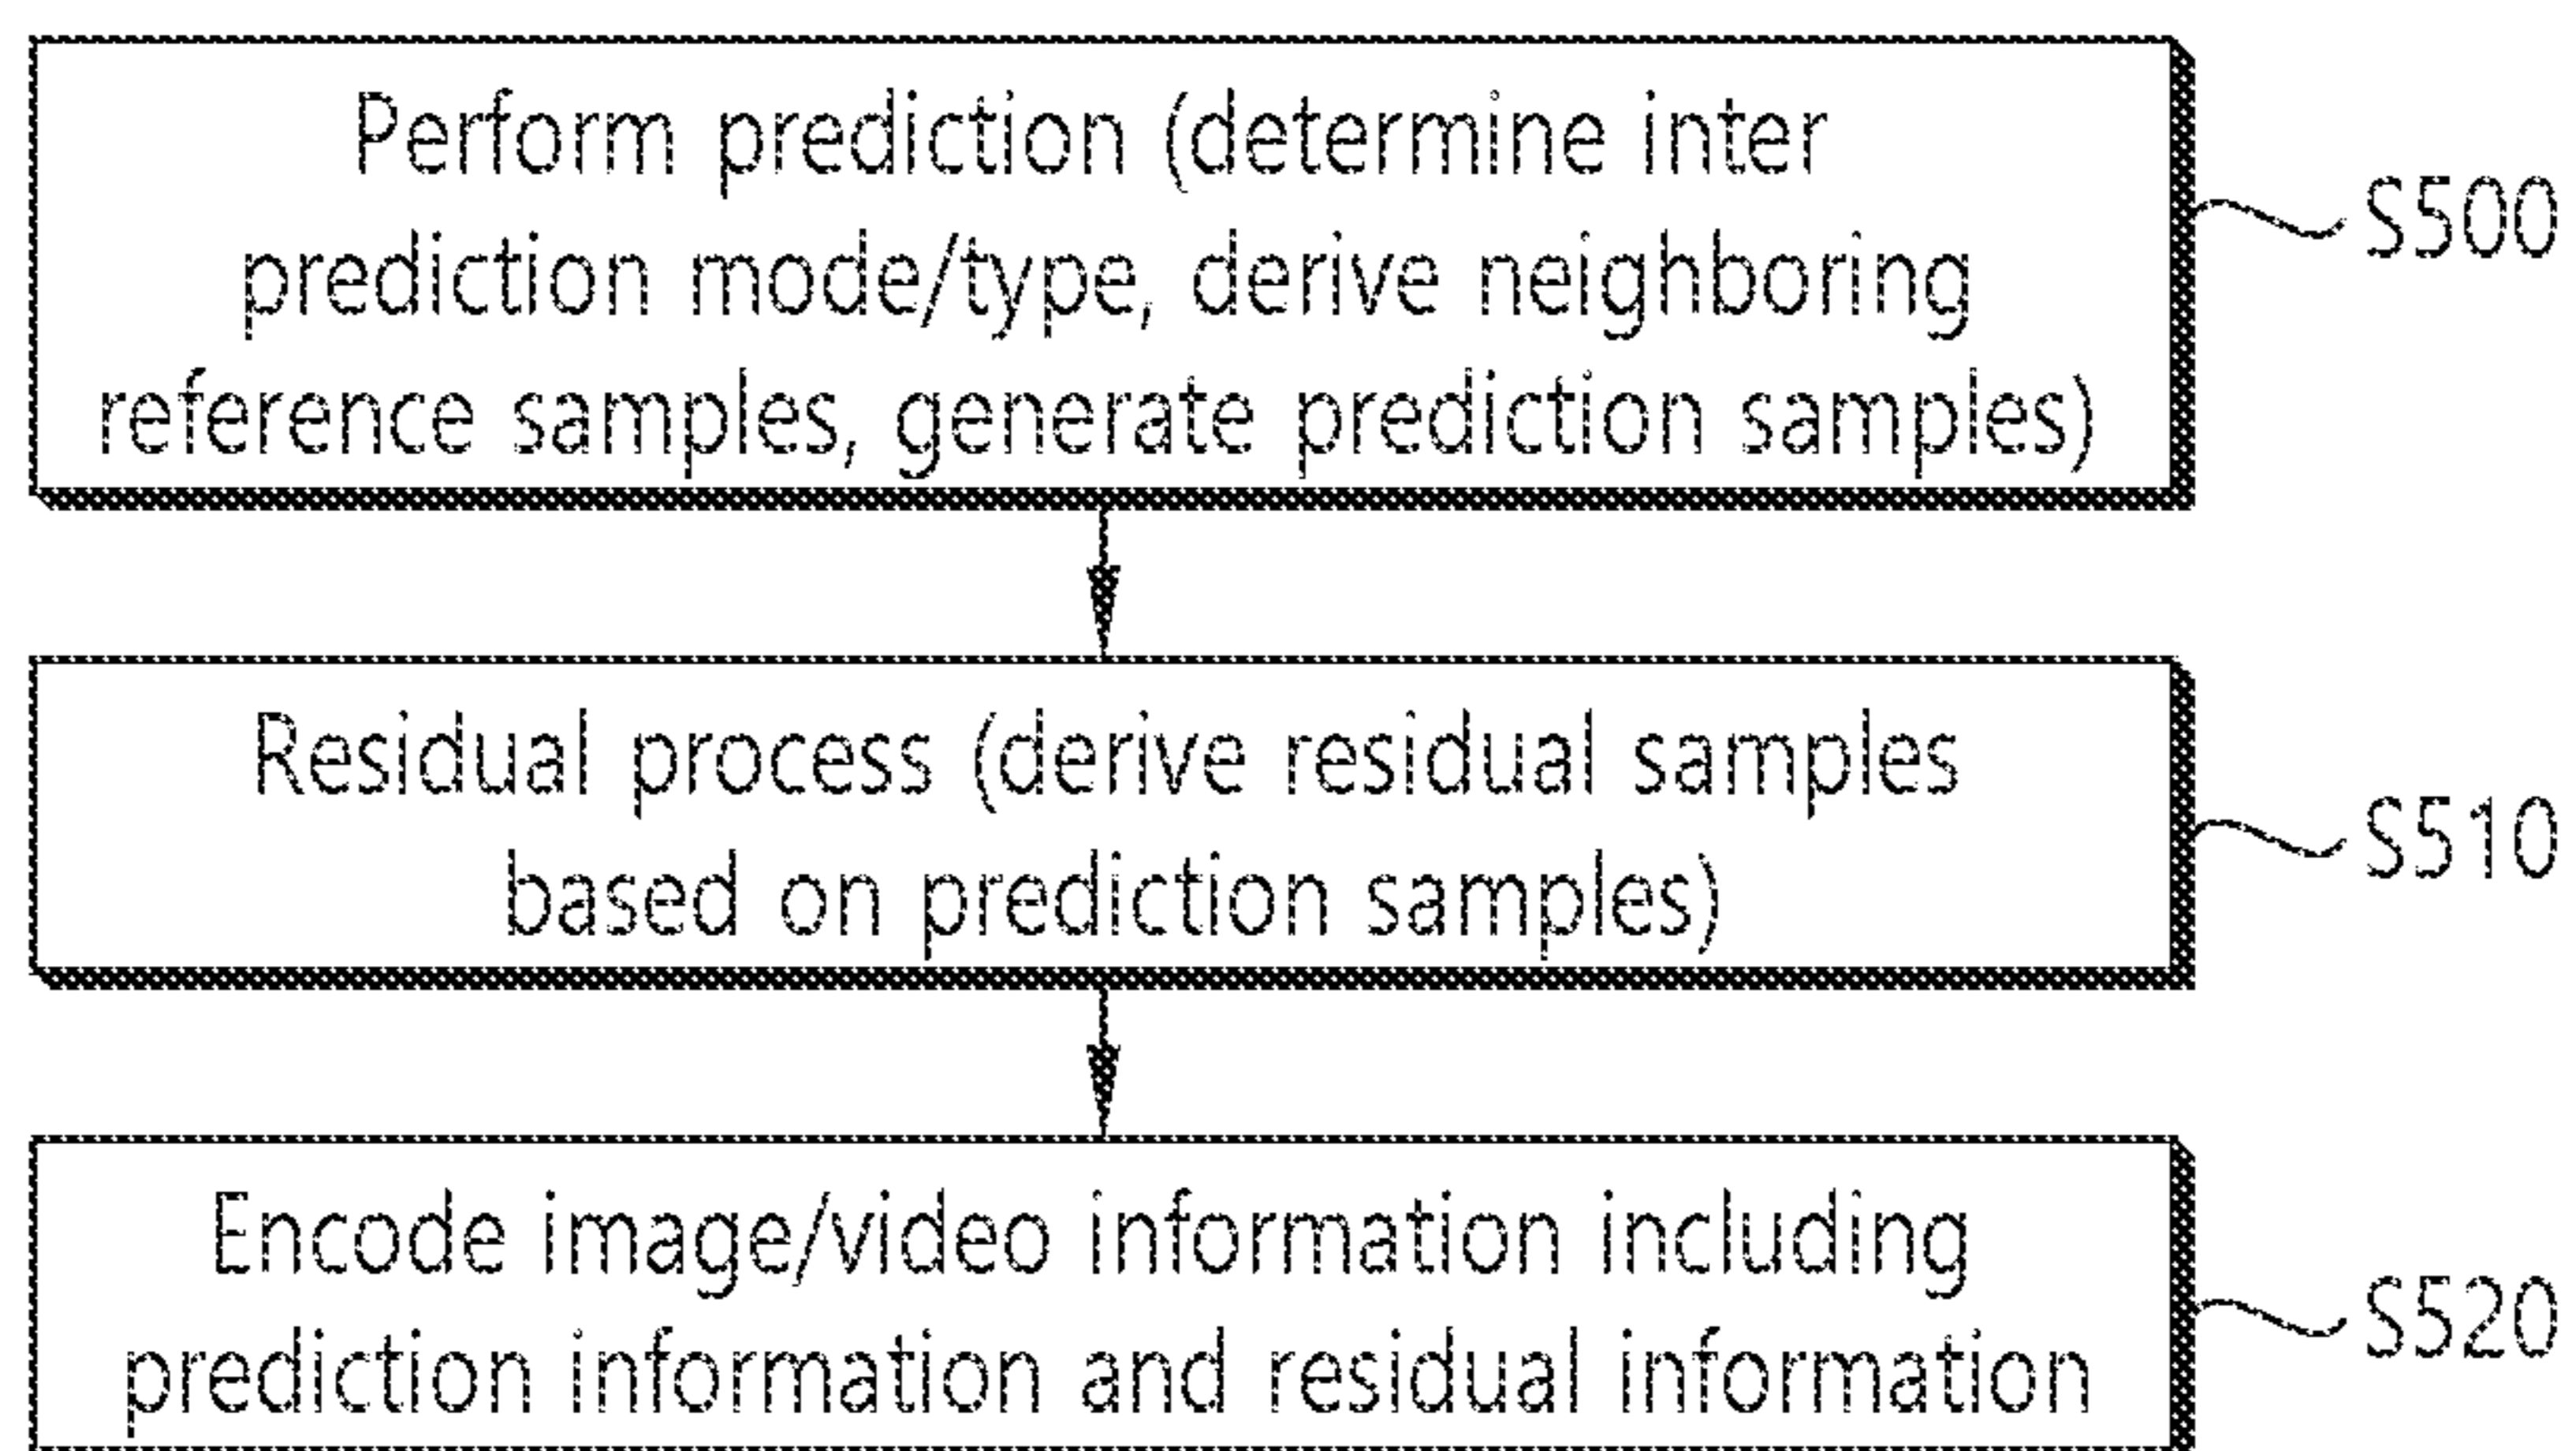 Perform prediction (determine inter
prediction mode/type, derive neighboring
reference samples, generate prediction samples)
S500
Residual process (derive residual samples
based on prediction samples)
S510
Encode image/video information including
prediction information and residual information
S520